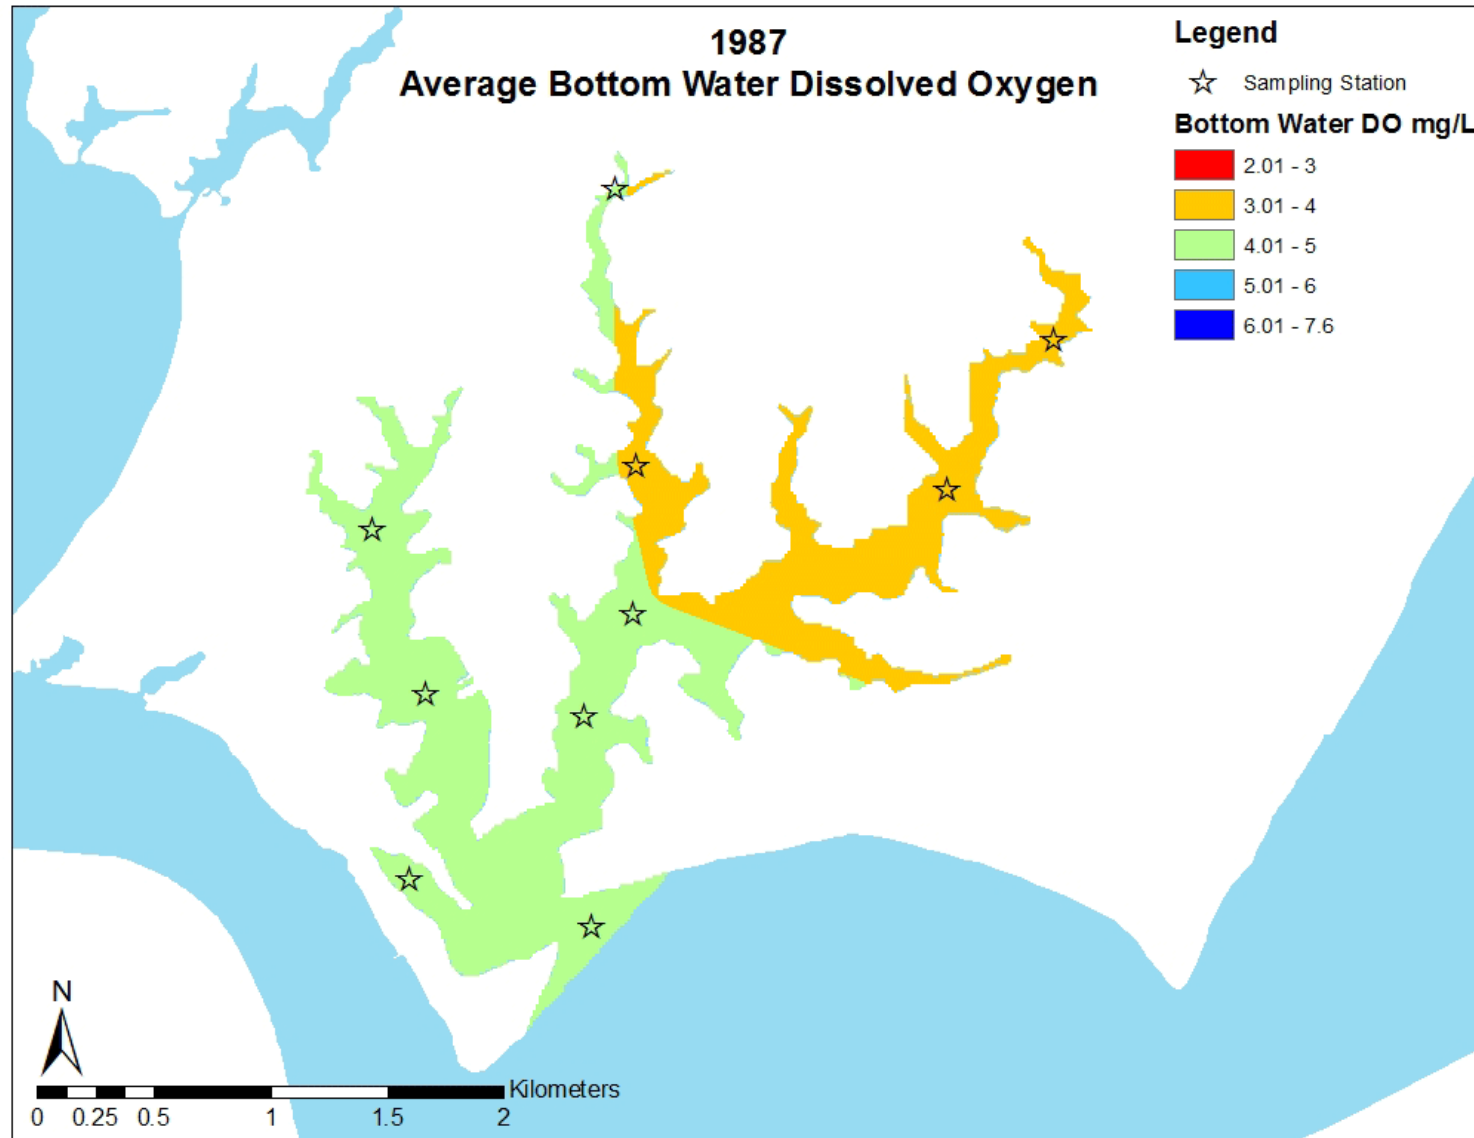 1987
Average Bottom Water Dissolved Oxygen
Legend
Sampling Station
Bottom Water DO mg/L
2.01 - 3
3.01 - 4
4.01 - 5
5.01 - 6
6.01 - 7.6
N
Kilometers
0 0.25 0.5 1 1.5 2